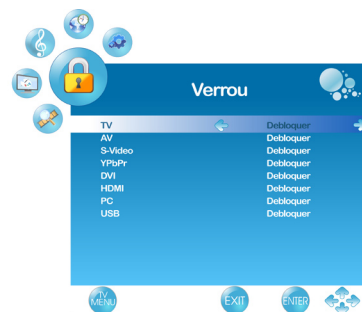 Verrou
TV Debloquer
AV Debloquer
S-Video Debloquer
YPbPr Debloquer
DVI Debloquer
HDMI Debloquer
PC Debloquer
USB Debloquer
TV
MENU
EXIT ENTER